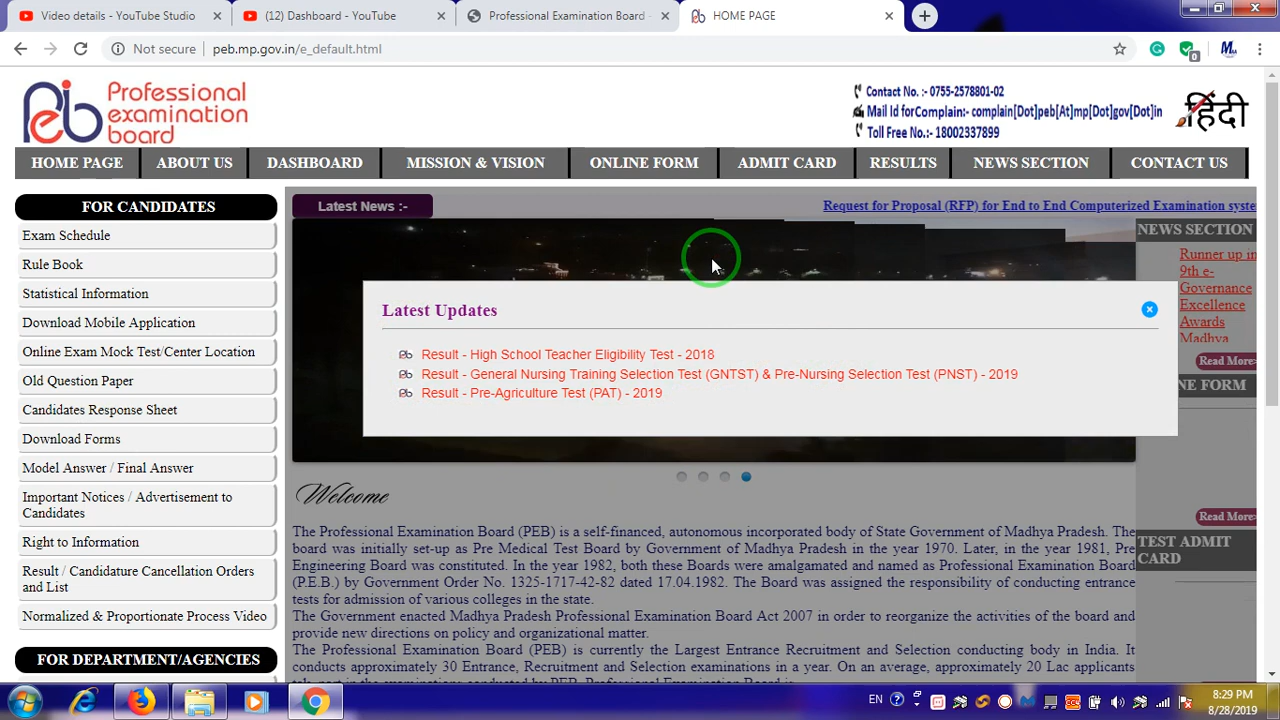 Video details - YouTube Studio
(12) Dashboard - YouTube
Professional Examination Board -
HOME PAGE
Not secure
peb.mp.gov.in/e_default.html
0
peb
Professional
examination
board
Contact No. :- 0755-2578801-02
Mail Id forComplain:- complain[Dot]peb[At]mp[Dot]gov[Dot]in
Toll Free No. :- 18002337899
हिंदी
HOME PAGE
ABOUT US
DASHBOARD
MISSION & VISION
ONLINE FORM
ADMIT CARD
RESULTS
NEWS SECTION
CONTACT US
FOR CANDIDATES
Exam Schedule
Rule Book
Statistical Information
Download Mobile Application
Online Exam Mock Test/Center Location
Old Question Paper
Candidates Response Sheet
Download Forms
Model Answer / Final Answer
Important Notices / Advertisement to
Candidates
Right to Information
Result / Candidature Cancellation Orders
and List
Normalized & Proportionate Process Video
FOR DEPARTMENT/AGENCIES
Latest News :-
Request for Proposal (RFP) for End to End Computerized Examination syste
Latest Updates
Result - High School Teacher Eligibility Test - 2018
Result - General Nursing Training Selection Test (GNTST) & Pre-Nursing Selection Test (PNST) - 2019
Result - Pre-Agriculture Test (PAT) - 2019
Welcome
The Professional Examination Board (PEB) is a self-financed, autonomous incorporated body of State Government of Madhya Pradesh. The
board was initially set-up as Pre Medical Test Board by Government of Madhya Pradesh in the year 1970. Later, in the year 1981, Pre
Engineering Board was constituted. In the year 1982, both these Boards were amalgamated and named as Professional Examination Board
(P.E.B.) by Government Order No. 1325-1717-42-82 dated 17.04.1982. The Board was assigned the responsibility of conducting entrance
tests for admission of various colleges in the state.
The Government enacted Madhya Pradesh Professional Examination Board Act 2007 in order to reorganize the activities of the board and
provide new directions on policy and organizational matter.
The Professional Examination Board (PEB) is currently the Largest Entrance Recruitment and Selection conducting body in India. It
conducts approximately 30 Entrance, Recruitment and Selection examinations in a year. On an average, approximately 20 Lac applicants
NEWS SECTION
Runner up in
9th e-
Governance
Excellence
Awards
Madhya
Read More
NE FORM
Read More
TEST ADMIT
CARD
EN
8:29 PM
8/28/2019